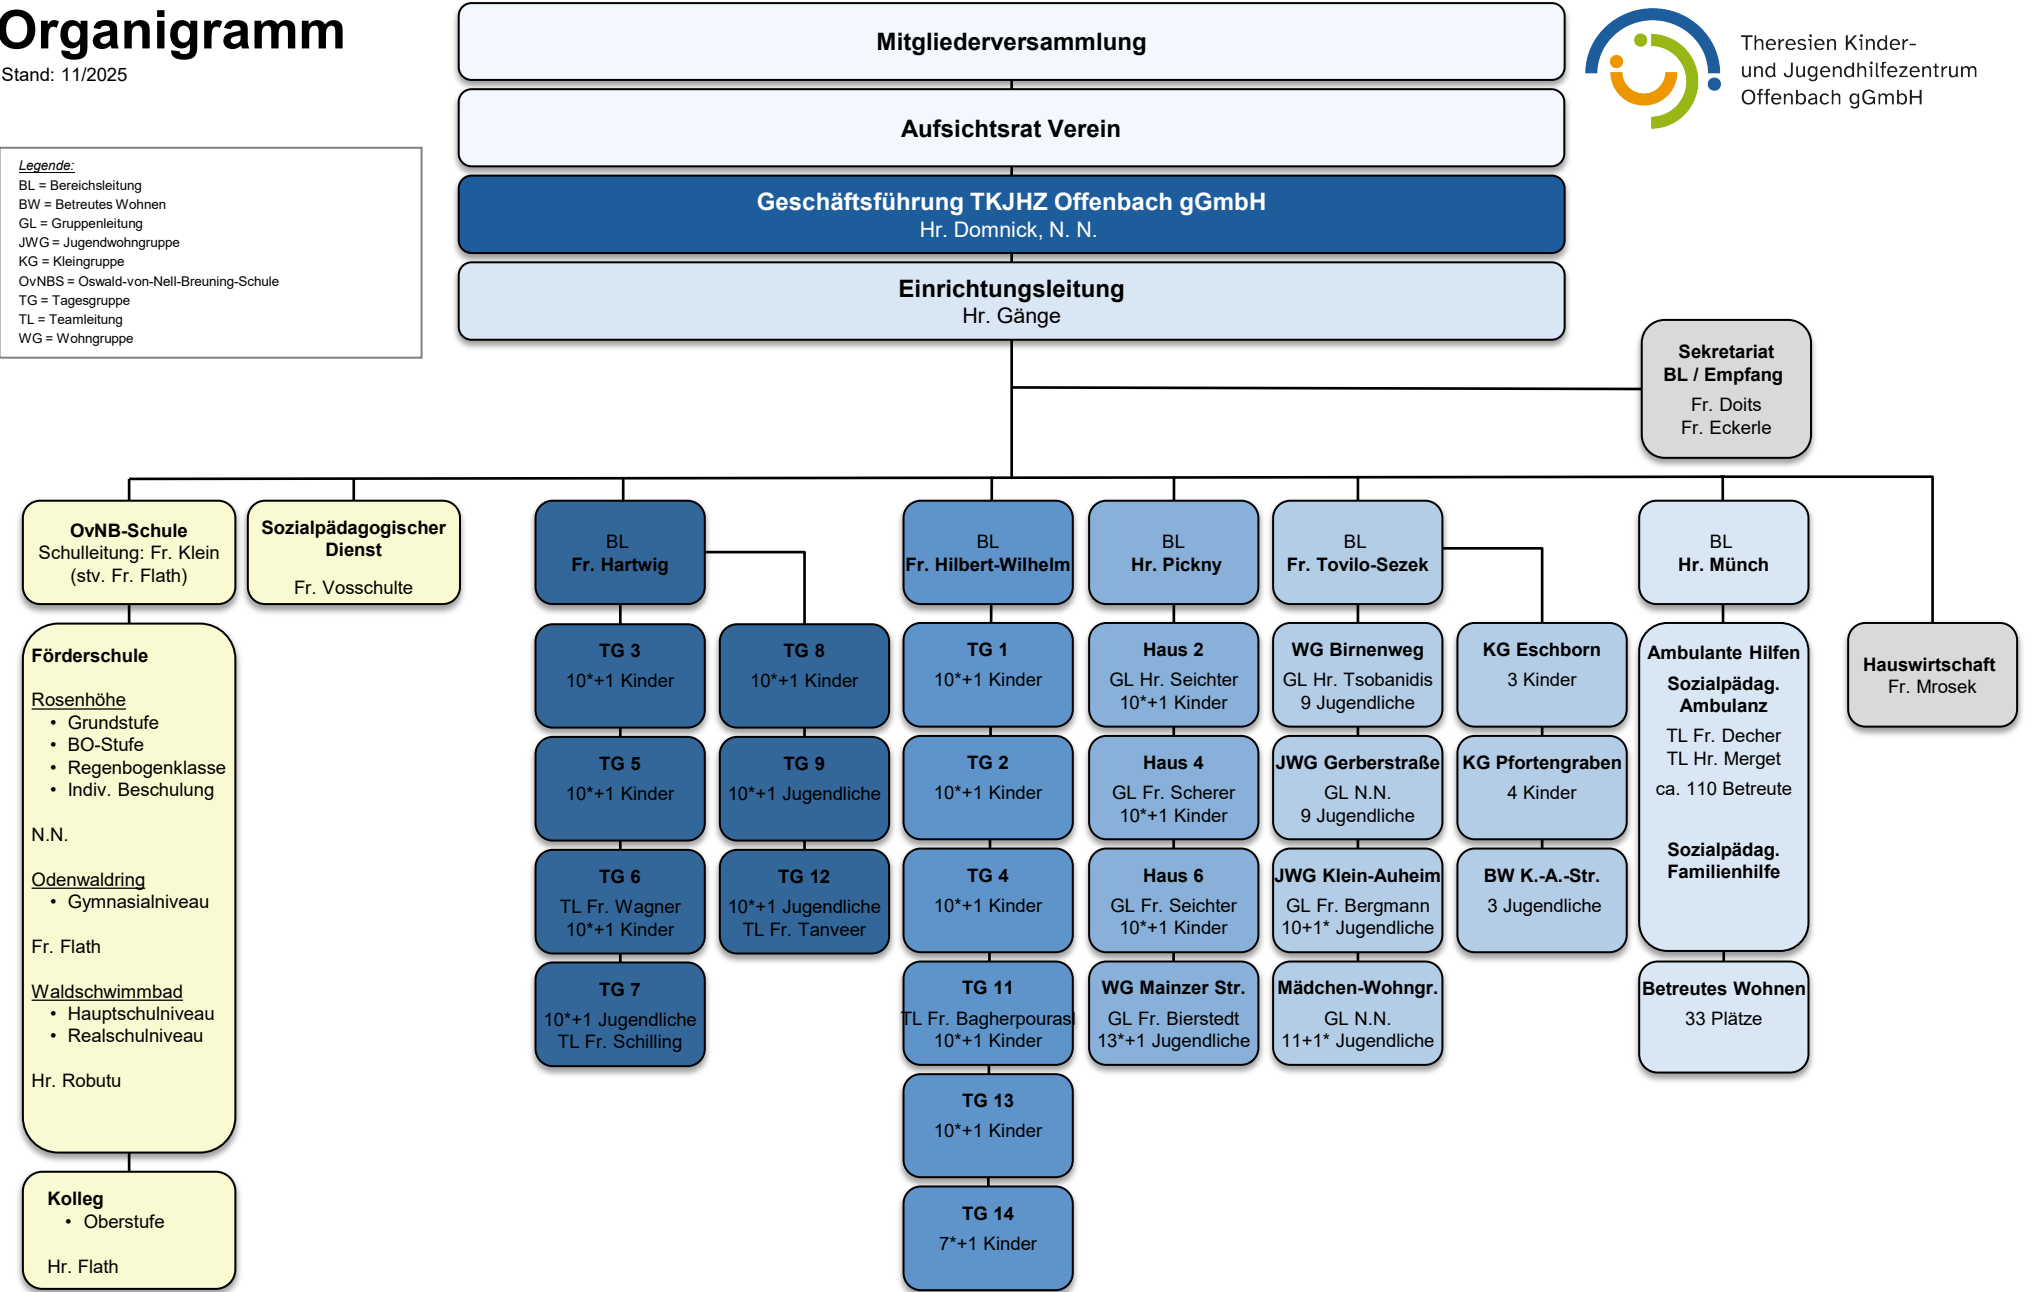 Organigramm
Stand: 11/2025
Legende:
BL = Bereichsleitung
BW = Betreutes Wohnen
GL = Gruppenleitung
JWG = Jugendwohngruppe
KG = Kleingruppe
OvNBS = Oswald-von-Nell-Breuning-Schule
TG = Tagesgruppe
TL = Teamleitung
WG = Wohngruppe
Mitgliederversammlung
Aufsichtsrat Verein
Geschäftsführung TKJHZ Offenbach gGmbH
Hr. Domnick, N. N.
Einrichtungsleitung
Hr. Gänge
Theresien Kinder-
und Jugendhilfezentrum
Offenbach gGmbH
Sekretariat
BL / Empfang
Fr. Doits
Fr. Eckerle
OvNB-Schule
Schulleitung: Fr. Klein
(stv. Fr. Flath)
Förderschule
Rosenhöhe
• Grundstufe
• BO-Stufe
• Regenbogenklasse
• Indiv. Beschulung
N.N.
Odenwaldring
• Gymnasialniveau
Fr. Flath
Waldschwimmbad
• Hauptschulniveau
• Realschulniveau
Hr. Robutu
Kolleg
• Oberstufe
Hr. Flath
Sozialpädagogischer
Dienst
Fr. Vosschulte
BL
Fr. Hartwig
TG 3
10*+1 Kinder
TG 5
10*+1 Kinder
TG 6
TL Fr. Wagner
10*+1 Kinder
TG 7
10*+1 Jugendliche
TL Fr. Schilling
TG 8
10*+1 Kinder
TG 9
10*+1 Jugendliche
TG 12
10*+1 Jugendliche
TL Fr. Tanveer
BL
Fr. Hilbert-Wilhelm
TG 1
10*+1 Kinder
TG 2
10*+1 Kinder
TG 4
10*+1 Kinder
TG 11
TL Fr. Bagherpourasl
10*+1 Kinder
TG 13
10*+1 Kinder
TG 14
7*+1 Kinder
BL
Hr. Pickny
Haus 2
GL Hr. Seichter
10*+1 Kinder
Haus 4
GL Fr. Scherer
10*+1 Kinder
Haus 6
GL Fr. Seichter
10*+1 Kinder
WG Mainzer Str.
GL Fr. Bierstedt
13*+1 Jugendliche
BL
Fr. Tovilo-Sezek
WG Birnenweg
GL Hr. Tsobanidis
9 Jugendliche
JWG Gerberstraße
GL N.N.
9 Jugendliche
JWG Klein-Auheim
GL Fr. Bergmann
10+1* Jugendliche
Mädchen-Wohngr.
GL N.N.
11+1* Jugendliche
KG Eschborn
3 Kinder
KG Pfortengraben
4 Kinder
BW K.-A.-Str.
3 Jugendliche
BL
Hr. Münch
Ambulante Hilfen
Sozialpädag.
Ambulanz
TL Fr. Decher
TL Hr. Merget
ca. 110 Betreute
Sozialpädag.
Familienhilfe
Betreutes Wohnen
33 Plätze
Hauswirtschaft
Fr. Mrosek